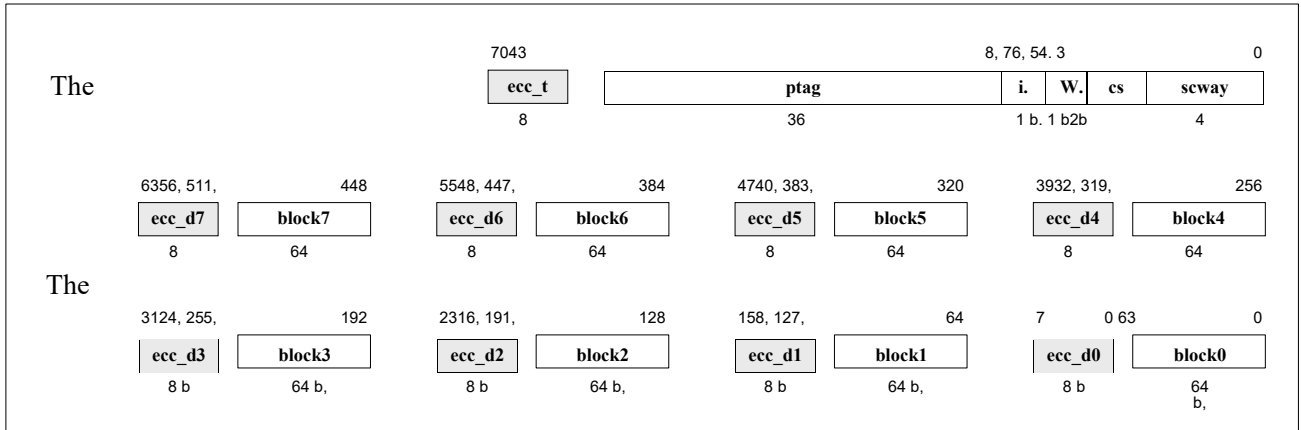 7043 8, 76, 54. 3 0
The ecc_t ptag i. W. cs scway
8 36 1 b. 1 b2b 4
6356, 511, 448 5548, 447, 384 4740, 383, 320 3932, 319, 256
ecc_d7 block7 ecc_d6 block6 ecc_d5 block5 ecc_d4 block4
8 64 8 64 8 64 8 64
The
3124, 255, 192 2316, 191, 128 158, 127, 64 7 0 63 0
ecc_d3 block3 ecc_d2 block2 ecc_d1 block1 ecc_d0 block0
8 b 64 b, 8 b 64 b, 8 b 64 b, 8 b 64
b,